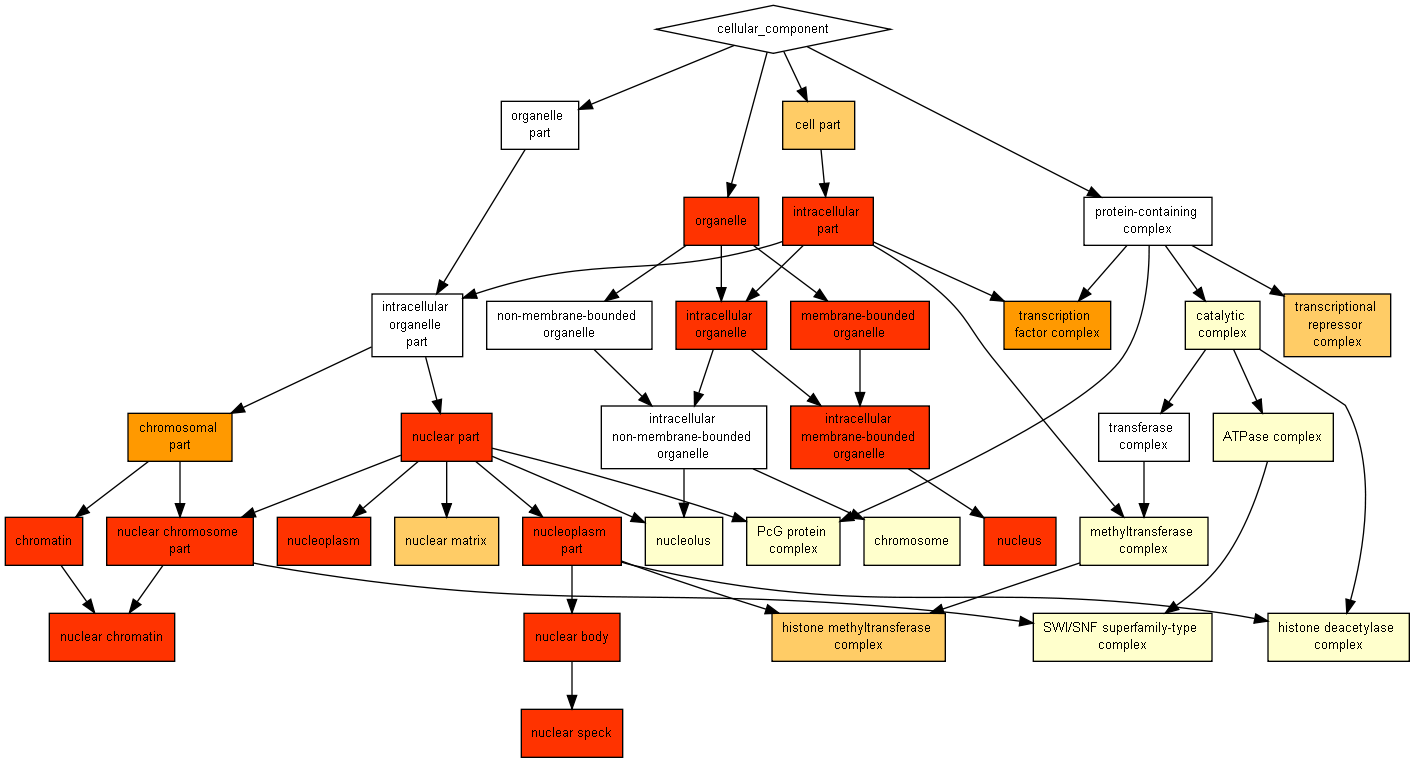 cellular_component
organelle
part
cell part
organelle
intracellular
part
protein-containing
complex
intracellular
organelle
part
non-membrane-bounded
organelle
intracellular
organelle
membrane-bounded
organelle
transcription
factor complex
catalytic
complex
transcriptional
repressor
complex
chromosomal
part
nuclear part
intracellular
non-membrane-bounded
organelle
intracellular
membrane-bounded
organelle
transferase
complex
ATPase complex
chromatin
nuclear chromosome
part
nucleoplasm
nuclear matrix
nucleoplasm
part
nucleolus
PcG protein
complex
chromosome
nucleus
methyltransferase
complex
nuclear chromatin
nuclear body
histone methyltransferase
complex
SWI/SNF superfamily-type
complex
histone deacetylase
complex
nuclear speck